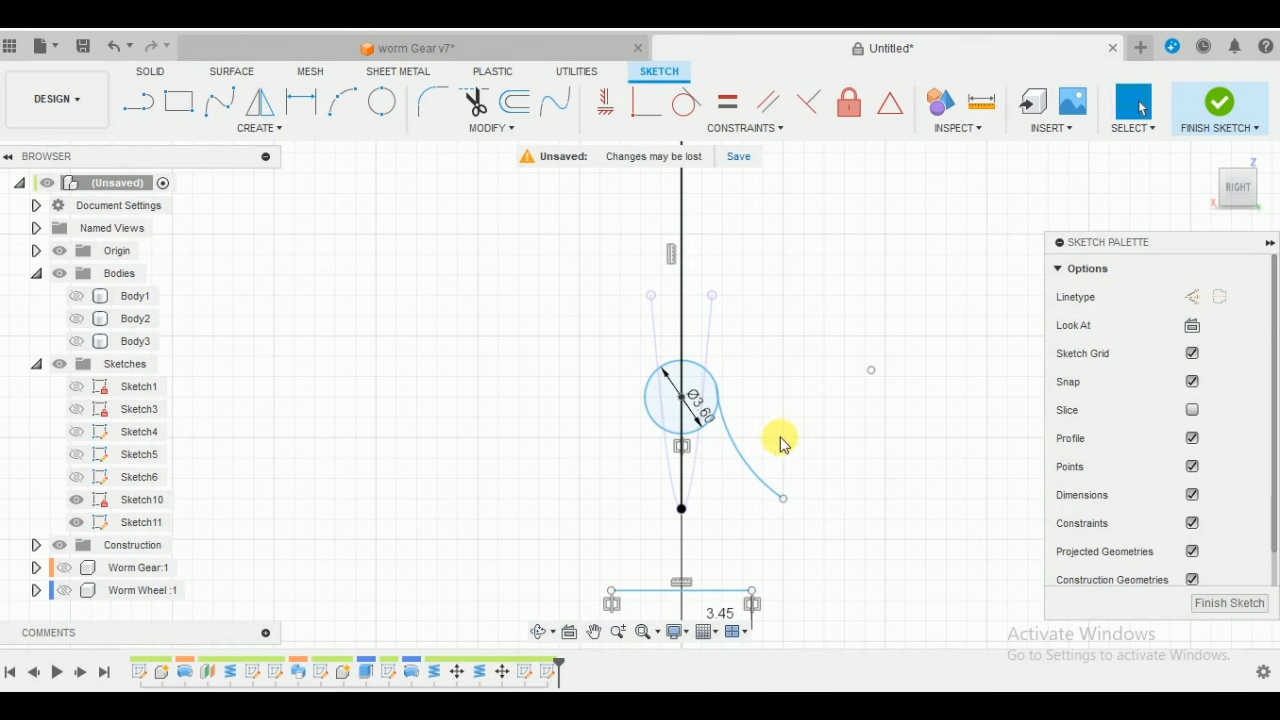 worm Gear v7*
Untitled*
DESIGN
SOLID
SURFACE
MESH
SHEET METAL
PLASTIC
UTILITIES
SKETCH
CREATE
MODIFY
CONSTRAINTS
INSPECT
INSERT
SELECT
FINISH SKETCH
BROWSER
Unsaved: Changes may be lost
Save
(Unsaved)
Document Settings
Named Views
Origin
Bodies
Body1
Body2
Body3
Sketches
Sketch1
Sketch3
Sketch4
Sketch5
Sketch6
Sketch10
Sketch11
Construction
Worm Gear:1
Worm Wheel :1
COMMENTS
Z
RIGHT
X
Y
Ø3.60
3.45
SKETCH PALETTE
Options
Linetype
Look At
Sketch Grid
Snap
Slice
Profile
Points
Dimensions
Constraints
Projected Geometries
Construction Geometries
Finish Sketch
Activate Windows
Go to Settings to activate Windows.